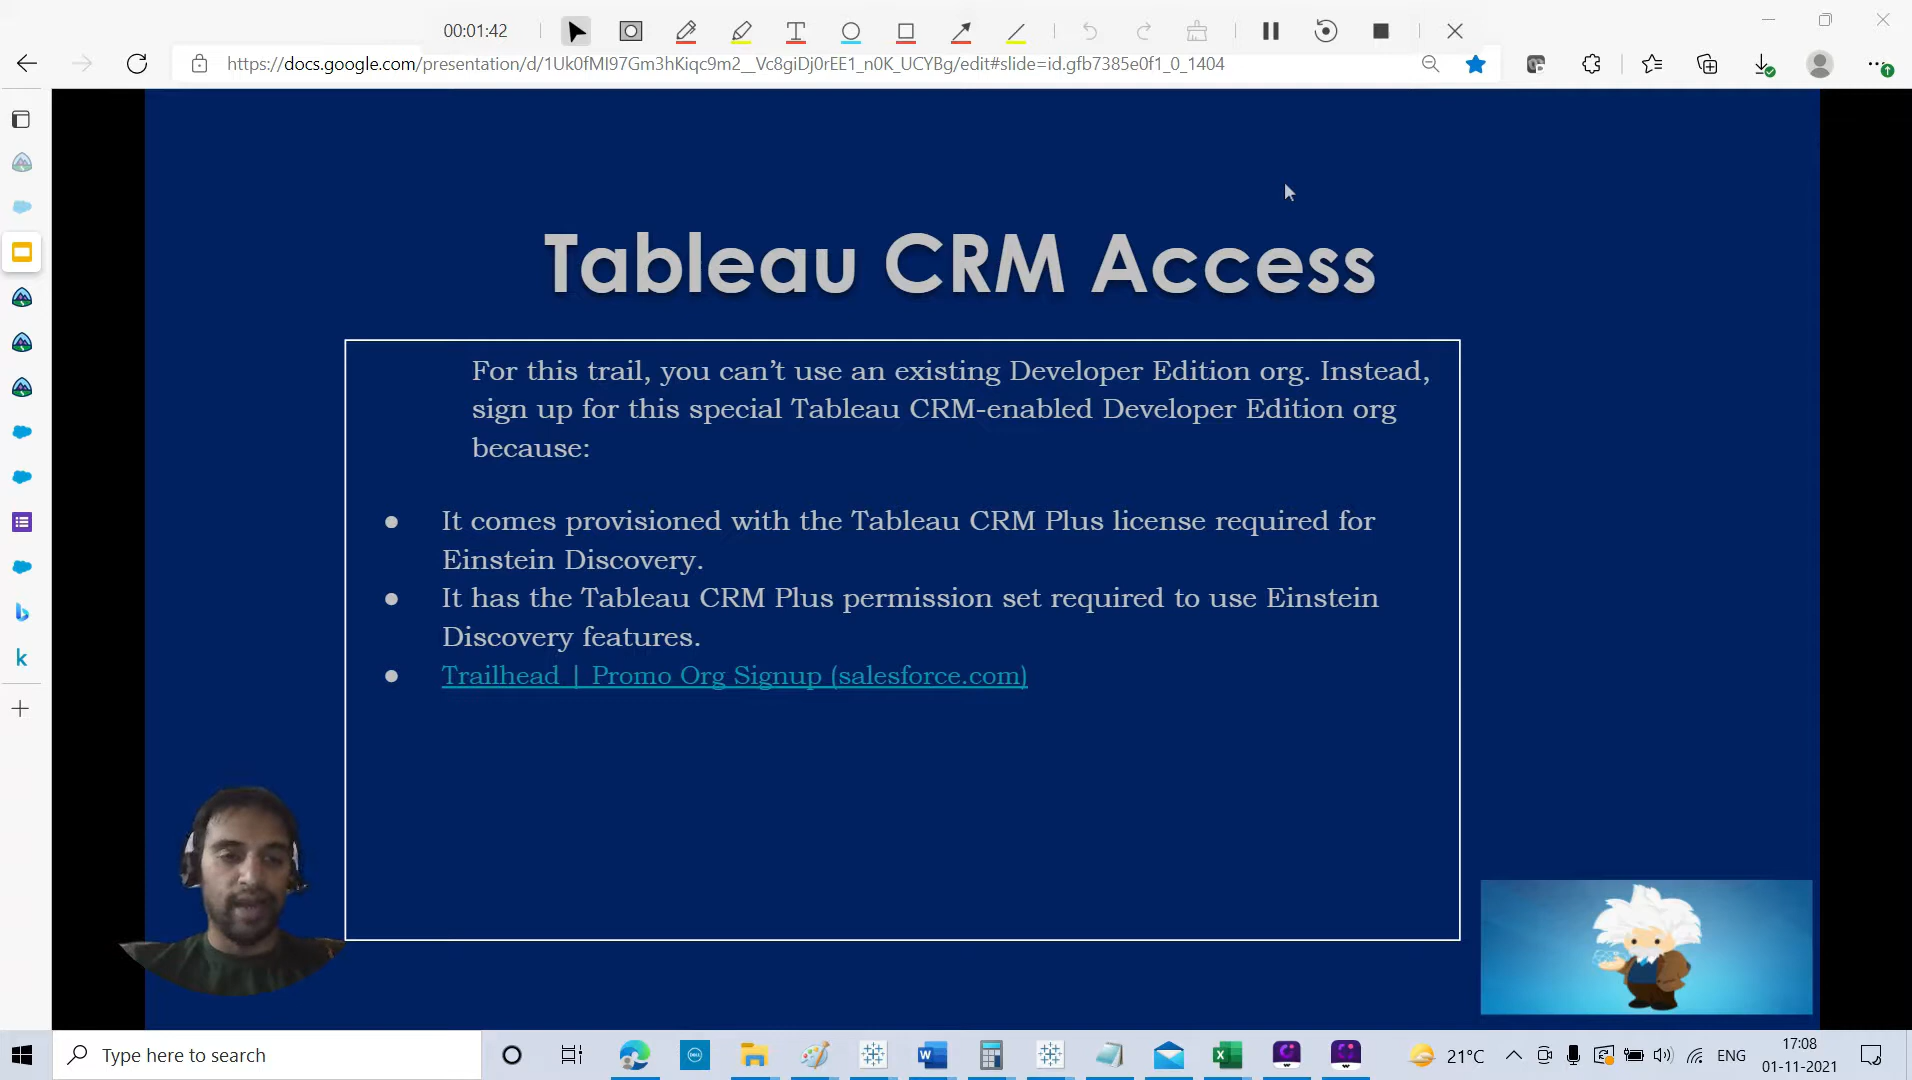 00:01:42
https://docs.google.com/presentation/d/1Uk0fMI97Gm3hKiqc9m2__Vc8giDj0rEE1_n0K_UCYBg/edit#slide=id.gfb7385e0f1_0_1404
Tableau CRM Access
For this trail, you can’t use an existing Developer Edition org. Instead,
sign up for this special Tableau CRM-enabled Developer Edition org
because:
● It comes provisioned with the Tableau CRM Plus license required for
Einstein Discovery.
● It has the Tableau CRM Plus permission set required to use Einstein
Discovery features.
● Trailhead | Promo Org Signup (salesforce.com)
Type here to search
21°C
ENG
17:08
01-11-2021